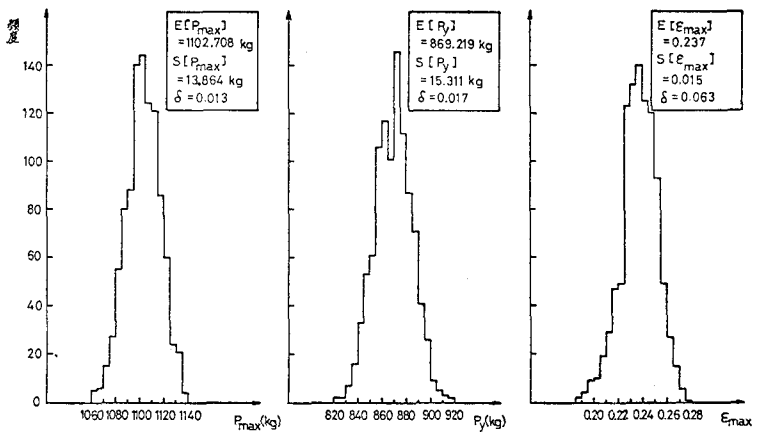 頻度
E[Pmax]
=1102.708 kg
S[Pmax]
=13.864 kg
δ=0.013
140
120
100
80
60
40
20
0
1060 1080 1100 1120 1140 Pmax(kg)
E[Py]
=869.219 kg
S[Py]
=15.311 kg
δ=0.017
820 840 860 880 900 920 Py(kg)
E[εmax]
=0.237
S[εmax]
=0.015
δ=0.063
0.20 0.22 0.24 0.26 0.28 εmax